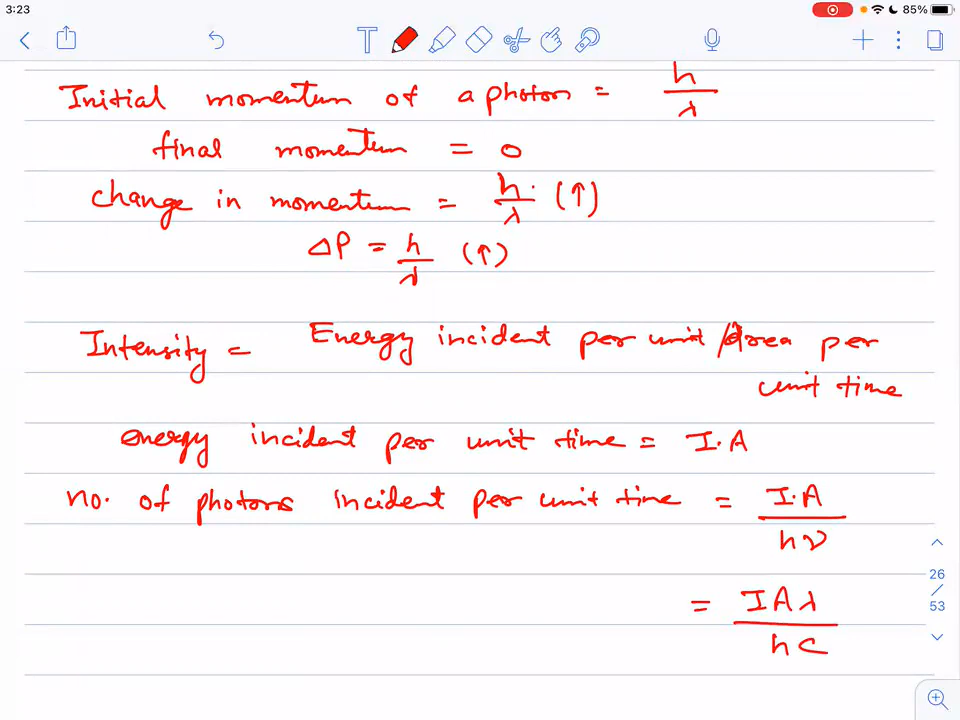 3:23
85%
T
Initial momentum of a photon = h/λ
final momentum = 0
change in momentum = h/λ · (↑)
ΔP = h/λ (↑)
Intensity = Energy incident per unit Area per
unit time
energy incident per unit time = I.A
no. of photons incident per unit time = I.A/hν
= IAλ/hc
26
/
53